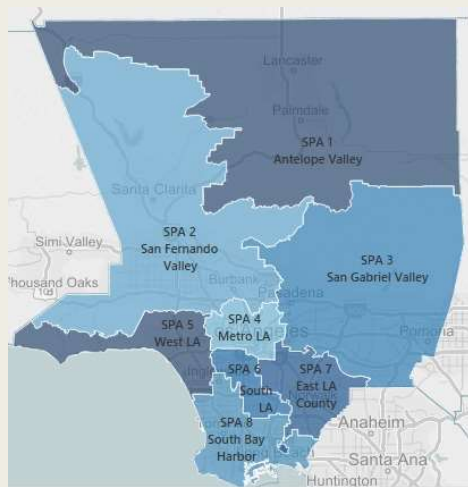 Lancaster
Palmdale
SPA 1
Antelope Valley
Santa Clarita
SPA 2
San Fernando
Valley
Simi Valley
Thousand Oaks
SPA 3
San Gabriel Valley
Burbank
Pasadena
SPA 4
Metro LA
SPA 5
West LA
Pomona
SPA 6
South
LA
SPA 7
East LA
County
SPA 8
South Bay
Harbor
Anaheim
Santa Ana
Huntington